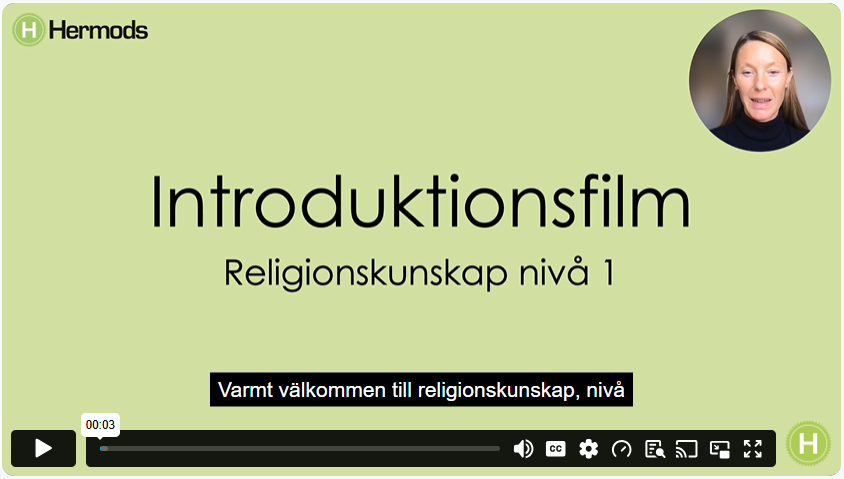 H Hermods
Introduktionsfilm
Religionskunskap nivå 1
Varmt välkommen till religionskunskap, nivå
00:03
CC
H